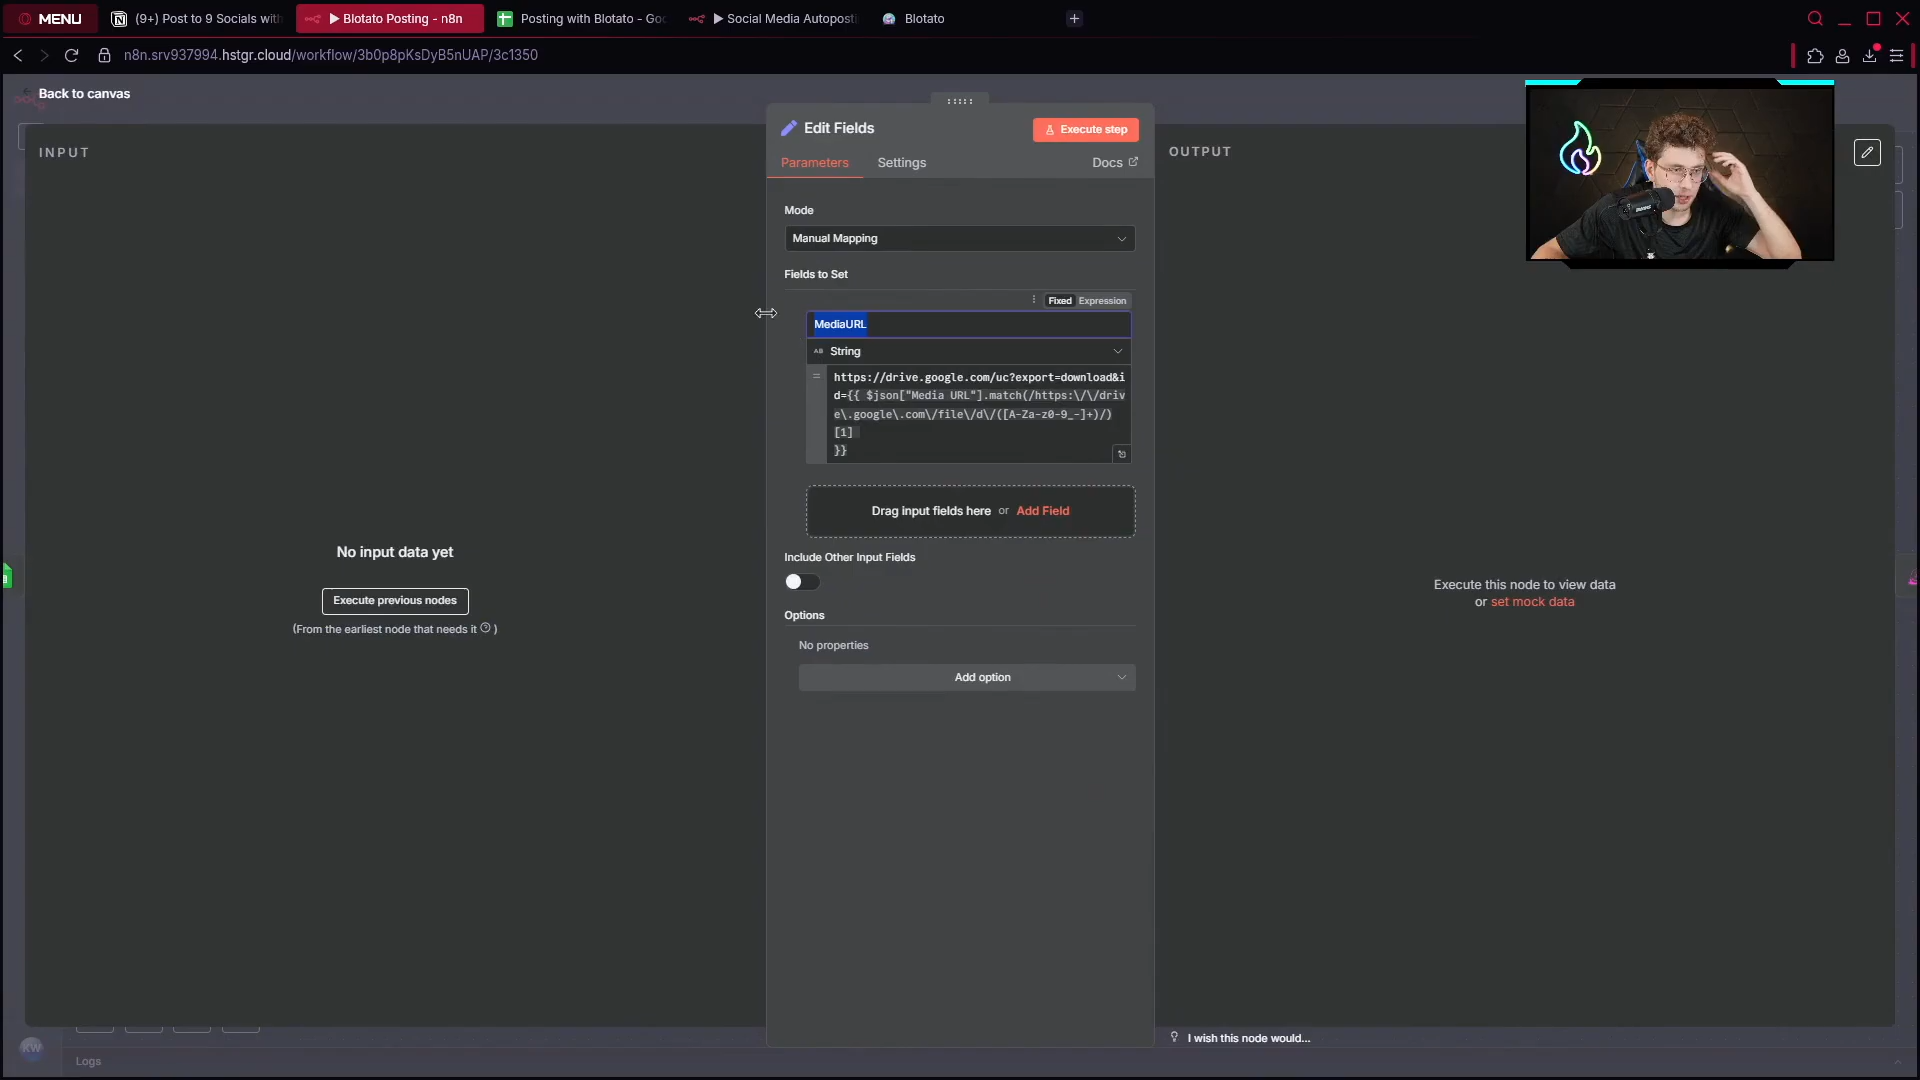 MENU
(9+) Post to 9 Socials with
▶ Blotato Posting - n8n
Posting with Blotato - Goo
▶ Social Media Autoposti
Blotato
n8n.srv937994.hstgr.cloud/workflow/3b0p8pKsDyB5nUAP/3c1350
Back to canvas
INPUT
Edit Fields
Execute step
OUTPUT
Parameters
Settings
Docs
Mode
Manual Mapping
Fields to Set
Fixed
Expression
MediaURL
AB
String
= https://drive.google.com/uc?export=download&i
d={{ $json["Media URL"].match(/https:\/\/driv
e\.google\.com\/file\/d\/([A-Za-z0-9_-]+)/)
[1]
}}
Drag input fields here or Add Field
No input data yet
Include Other Input Fields
Execute previous nodes
Execute this node to view data
or set mock data
Options
(From the earliest node that needs it )
No properties
Add option
I wish this node would...
KW
Logs